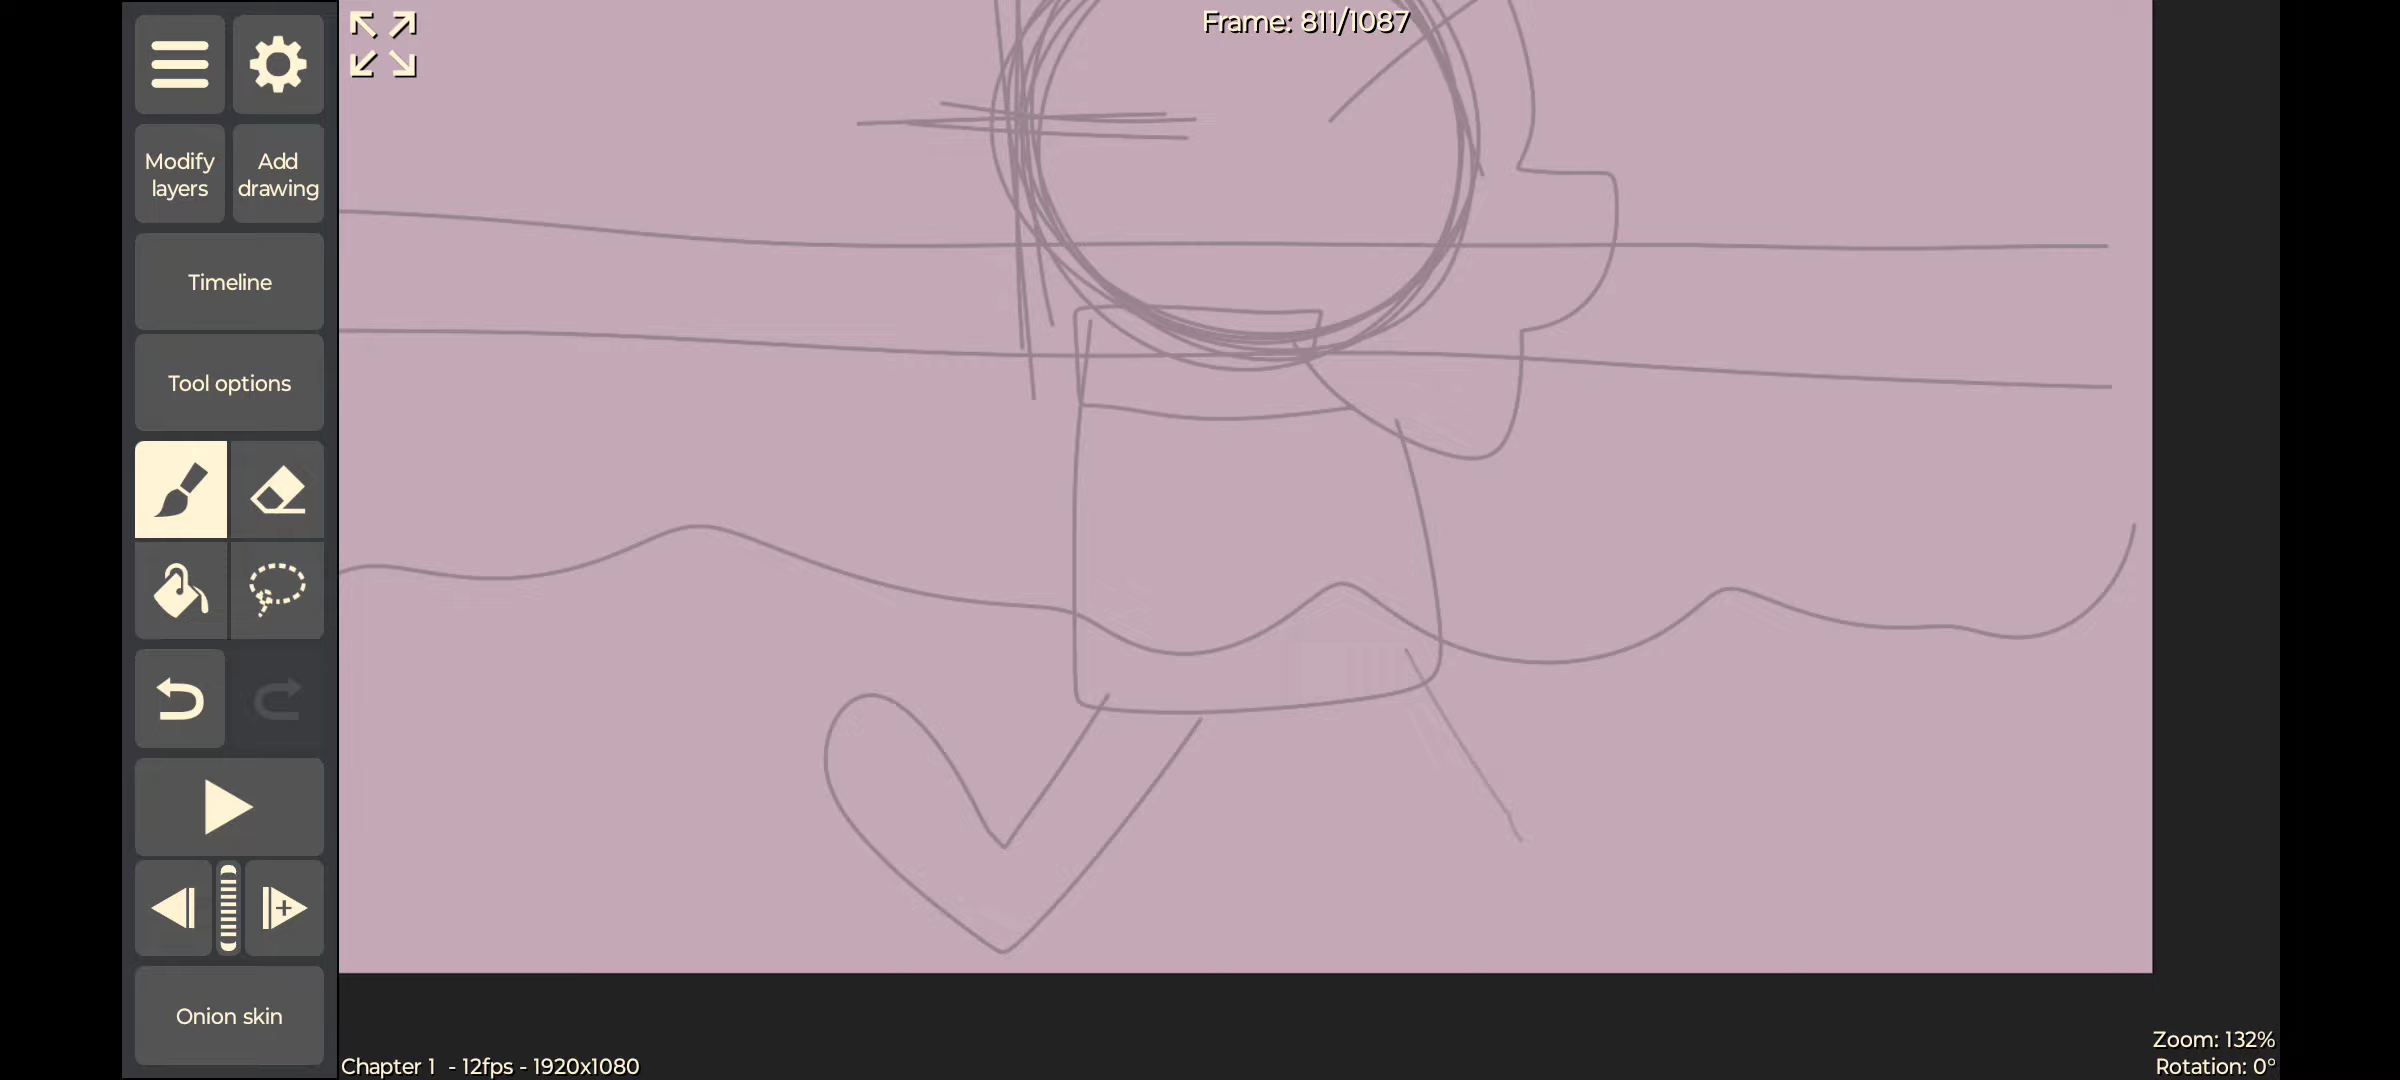 Frame: 811/1087
Modify
layers
Add
drawing
Timeline
Tool options
Onion skin
Chapter 1 - 12fps - 1920x1080
Zoom: 132%
Rotation: 0°